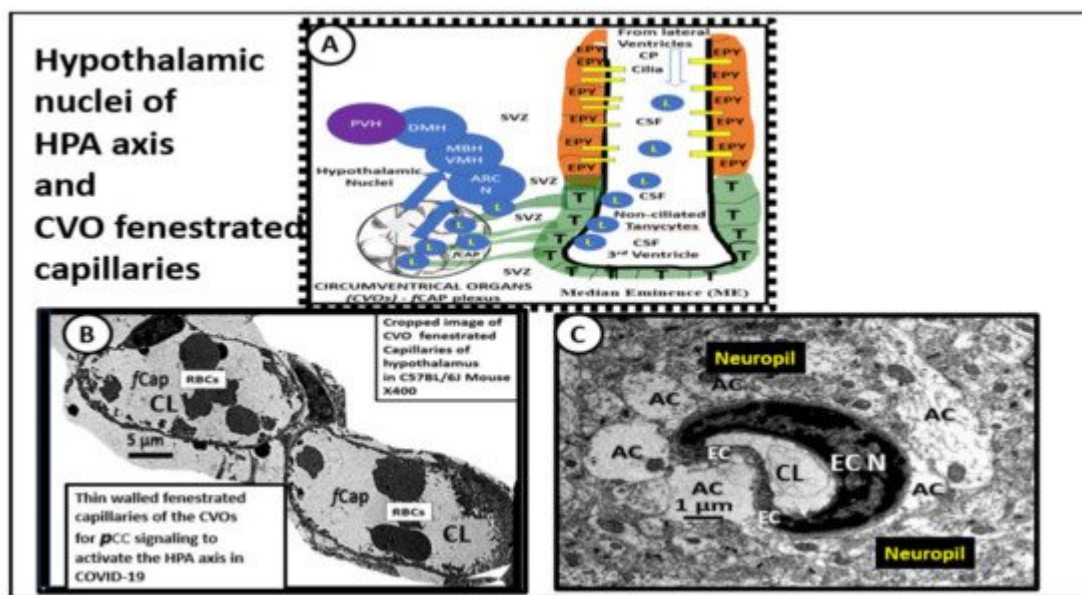 Hypothalamic
nuclei of
HPA axis
and
CVO fenestrated
capillaries
A
From lateral
Ventricles
EPY
CP
EPY
Cilia
EPY
EPY
EPY
EPY
CSF
EPY
EPY
EPY
EPY
EPY
EPY
L
L
L
SVZ
PVH
DMH
MBH
VMH
Hypothalamic
Nuclei
ARC
N
SVZ
L
SVZ
L
L
L
L
fCAP
SVZ
T
T
T
T
T
T
T
T
T
T
CSF
L
Non-ciliated
Tanycytes
L
CSF
L
3rd Ventricle
CIRCUMVENTRICAL ORGANS
(CVOs) - fCAP plexus
Median Eminence (ME)
B
Cropped image of
CVO fenestrated
Capillaries of
hypothalamus
in C57BL/6J Mouse
X400
fCap
RBCs
CL
5 μm
fCap
RBCs
CL
Thin walled fenestrated
capillaries of the CVOs
for pCC signaling to
activate the HPA axis in
COVID-19
C
Neuropil
AC
AC
AC
AC
EC
CL
EC N
AC
AC
1 μm
EC
Neuropil